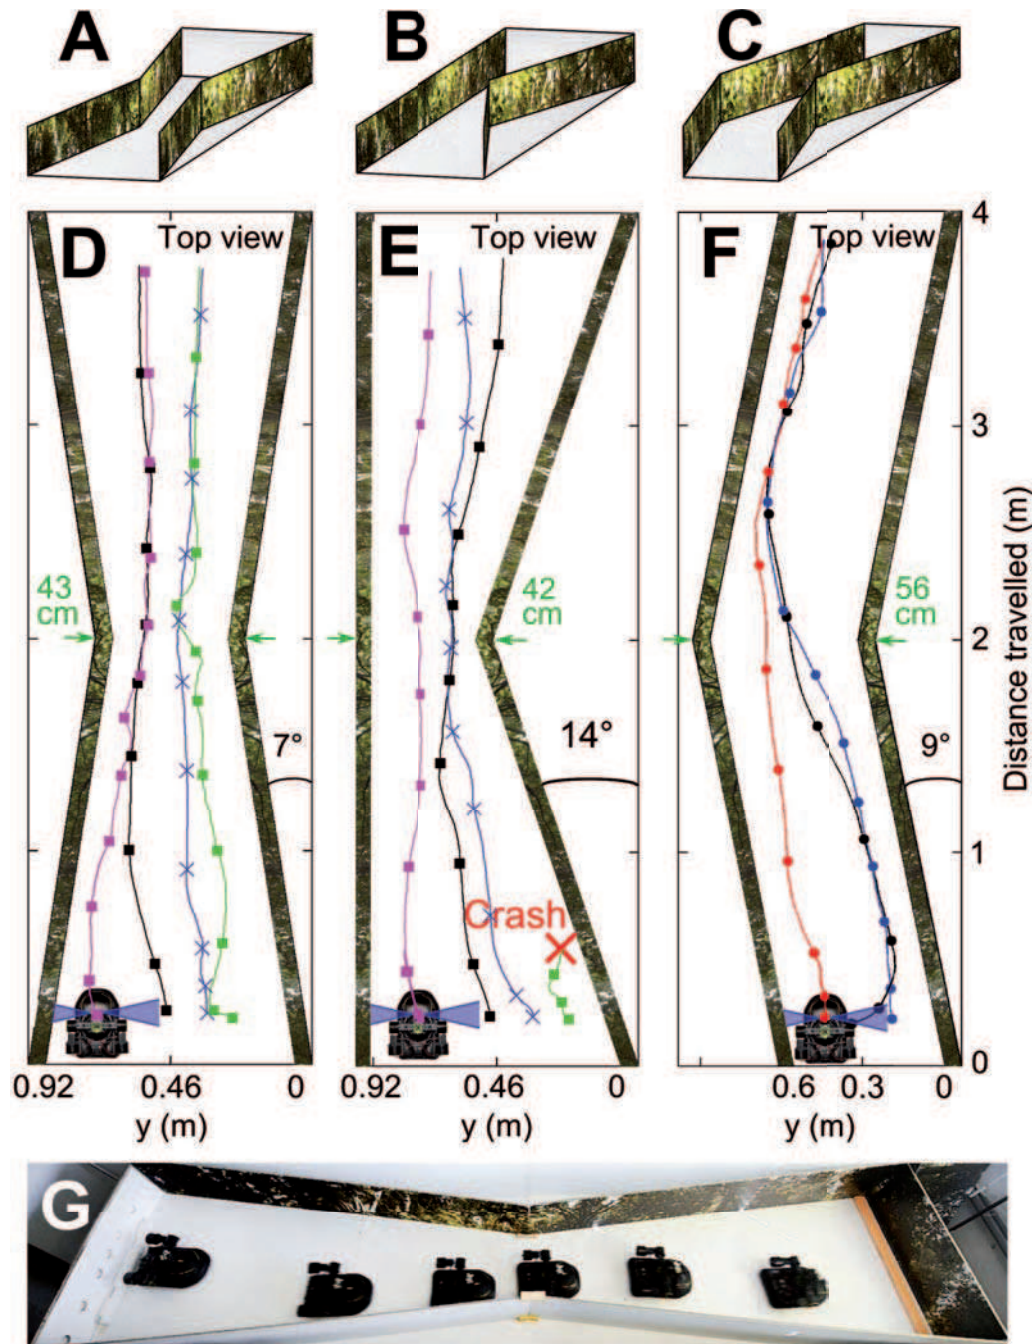 A
B
C
D
Top view
E
Top view
F
Top view
4
3
2
1
0
Distance travelled (m)
43
cm
42
cm
56
cm
7°
14°
9°
Crash
0.92
0.46
0
0.92
0.46
0
0.6
0.3
0
y (m)
y (m)
y (m)
G